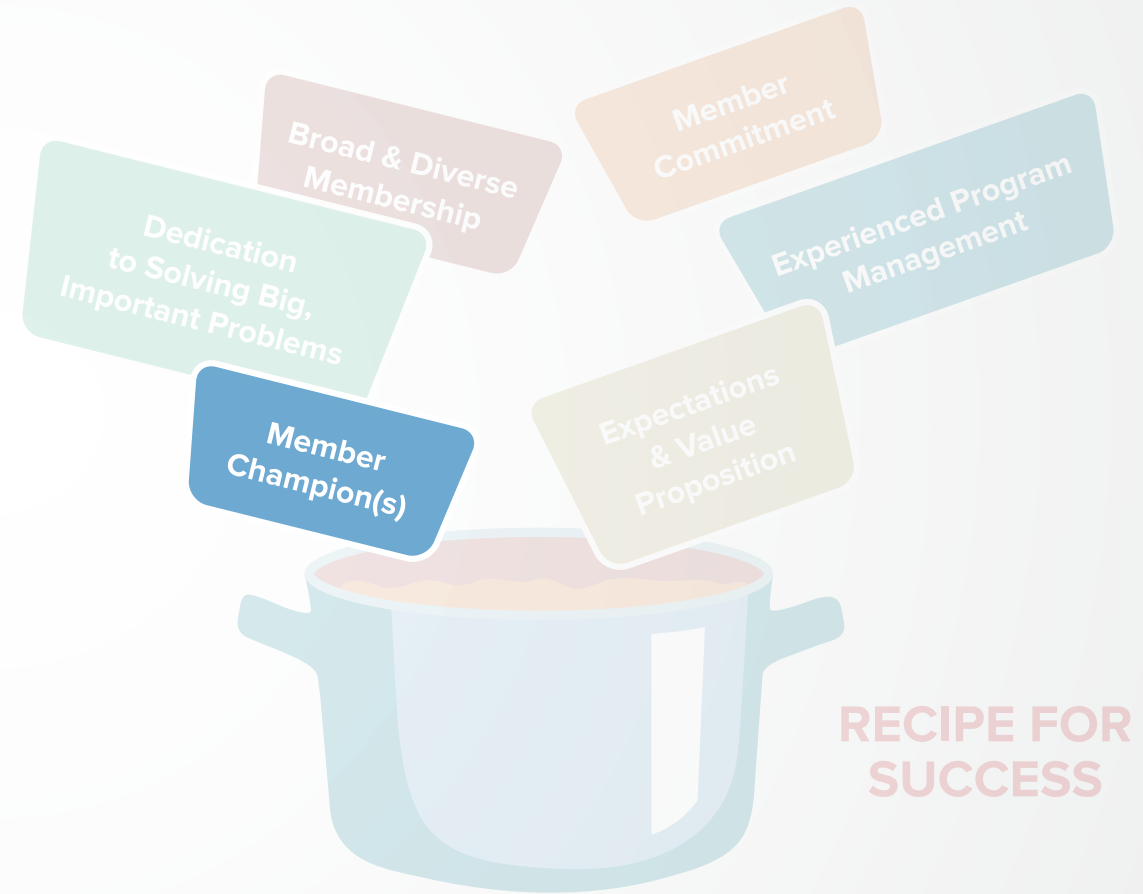 Broad & Diverse
Membership
Member
Commitment
Dedication
to Solving Big,
Important Problems
Experienced Program
Management
Member
Champion(s)
Expectations
& Value
Proposition
RECIPE FOR
SUCCESS